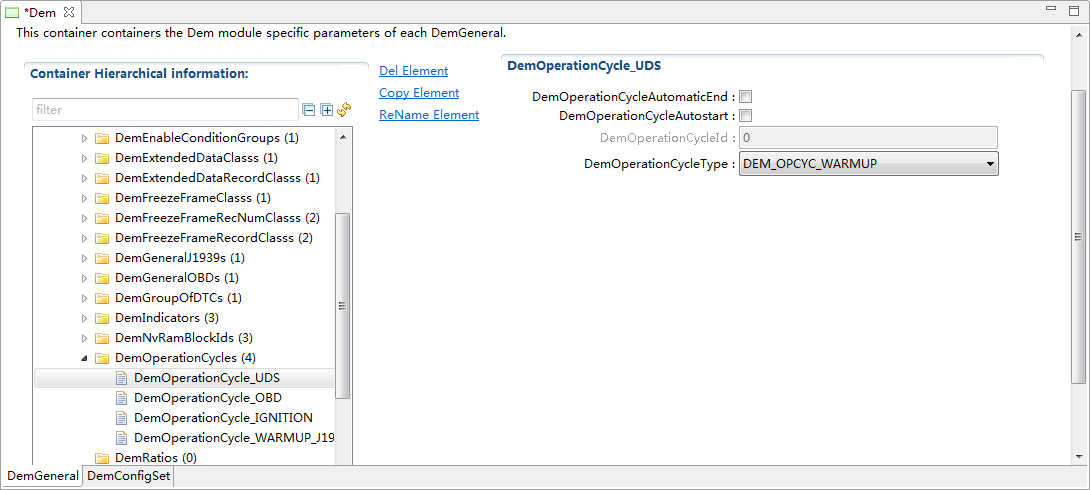 *Dem
This container containers the Dem module specific parameters of each DemGeneral.
Container Hierarchical information:
filter
DemEnableConditionGroups (1)
DemExtendedDataClasss (1)
DemExtendedDataRecordClasss (1)
DemFreezeFrameClasss (1)
DemFreezeFrameRecNumClasss (2)
DemFreezeFrameRecordClasss (2)
DemGeneralJ1939s (1)
DemGeneralOBDs (1)
DemGroupOfDTCs (1)
DemIndicators (3)
DemNvRamBlockIds (3)
DemOperationCycles (4)
DemOperationCycle_UDS
DemOperationCycle_OBD
DemOperationCycle_IGNITION
DemOperationCycle_WARMUP_J19
DemRatios (0)
Del Element
Copy Element
ReName Element
DemOperationCycle_UDS
DemOperationCycleAutomaticEnd :
DemOperationCycleAutostart :
DemOperationCycleId : 0
DemOperationCycleType : DEM_OPCYC_WARMUP
DemGeneral DemConfigSet